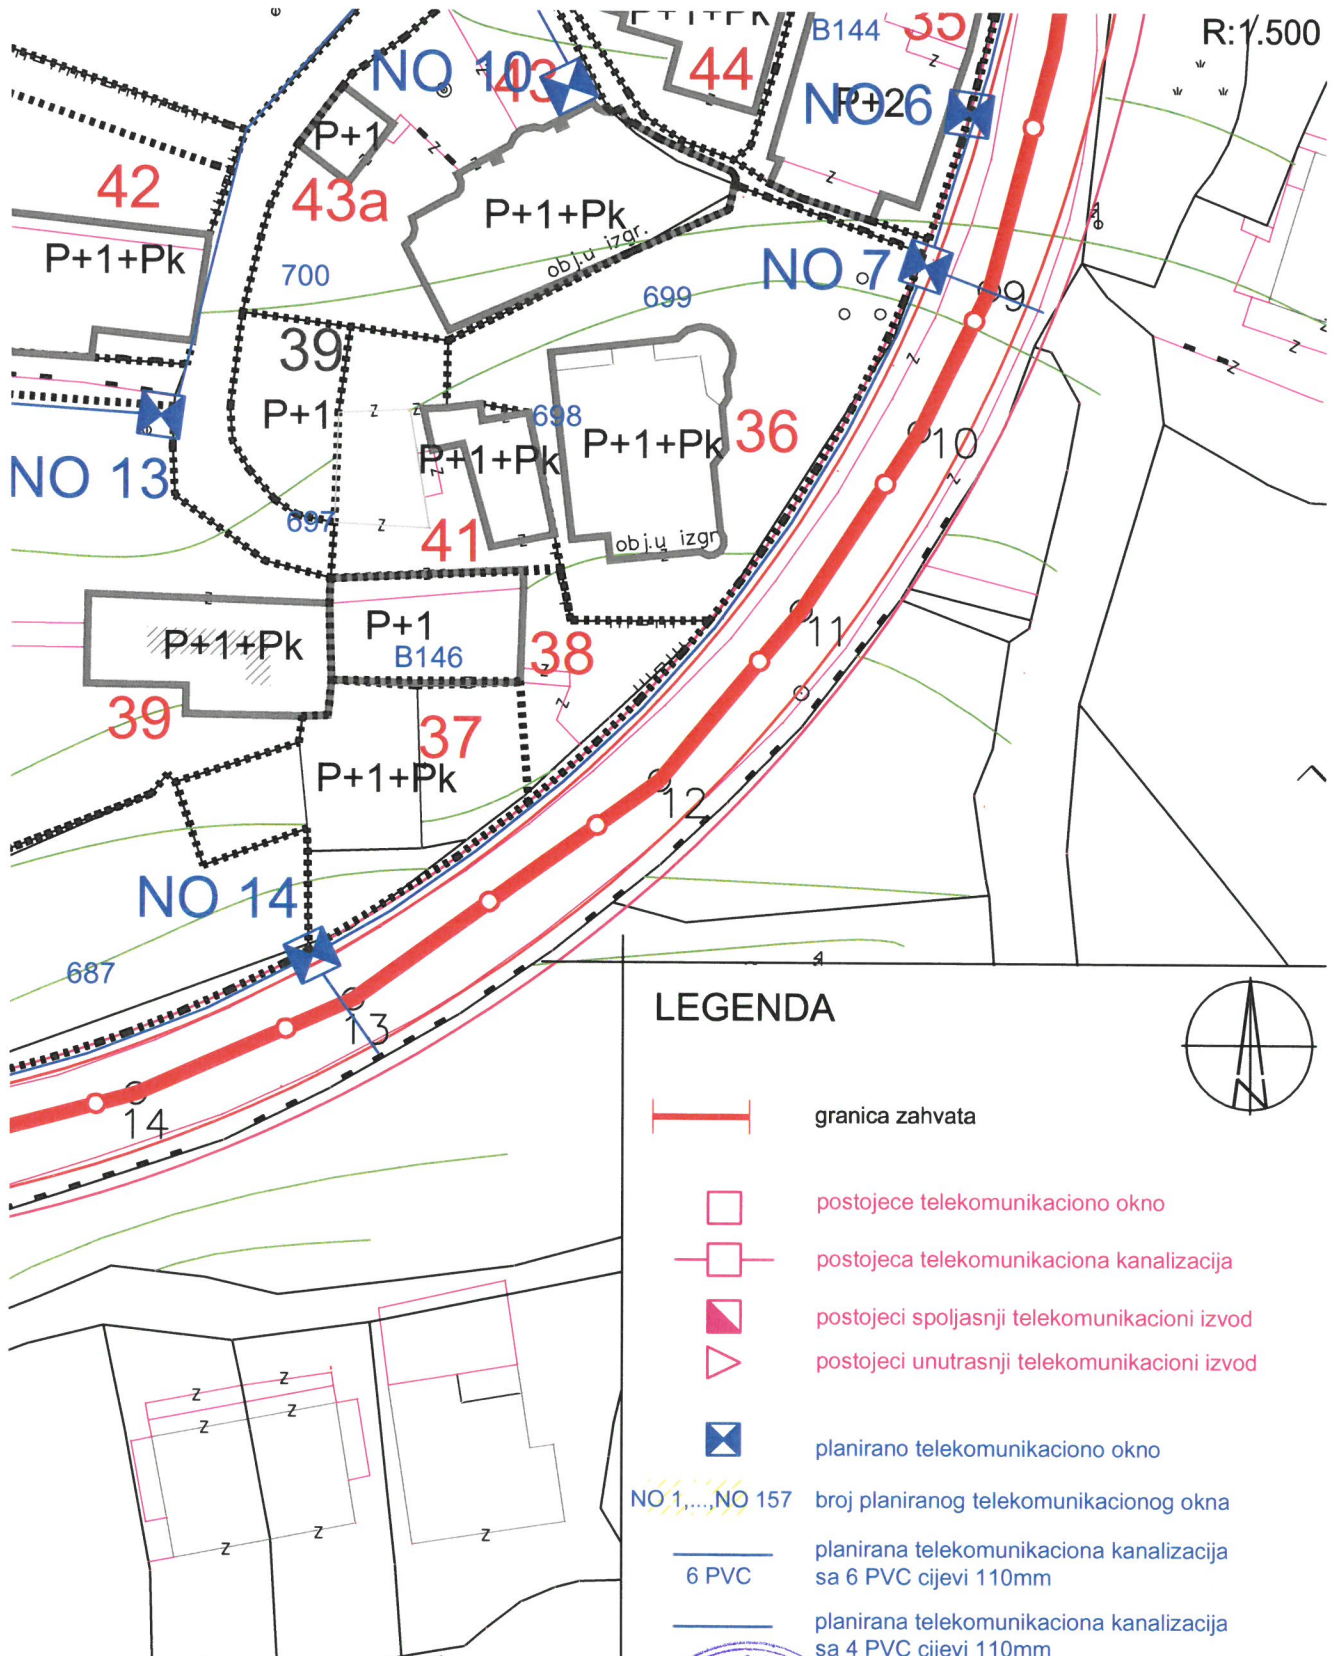 P+1+Pk
35
B144
R:1.500
NO 10
43
44
P+2
NO 6
P+1
42
43a
P+1+Pk
obj.u izgr.
P+1+Pk
700
699
NO 7
9
39
P+1
698
P+1+Pk
P+1+Pk
36
10
NO 13
697
41
obj.u izgr.
P+1
B146
11
P+1+Pk
38
39
37
P+1+Pk
12
NO 14
687
13
14
LEGENDA
N
granica zahvata
postojece telekomunikaciono okno
postojeca telekomunikaciona kanalizacija
postojeci spoljasnji telekomunikacioni izvod
postojeci unutrasnji telekomunikacioni izvod
planirano telekomunikaciono okno
NO 1,...,NO 157 broj planiranog telekomunikacionog okna
planirana telekomunikaciona kanalizacija
6 PVC sa 6 PVC cijevi 110mm
planirana telekomunikaciona kanalizacija
sa 4 PVC cijevi 110mm